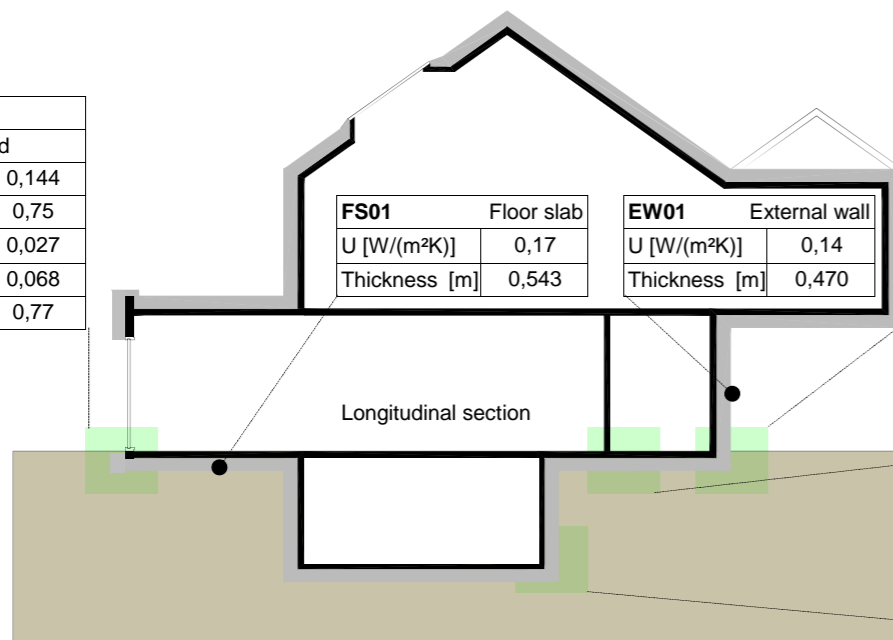 d
0,144
0,75
0,027
0,068
0,77
FS01 Floor slab
U [W/(m²K)] 0,17
Thickness [m] 0,543
EW01 External wall
U [W/(m²K)] 0,14
Thickness [m] 0,470
Longitudinal section